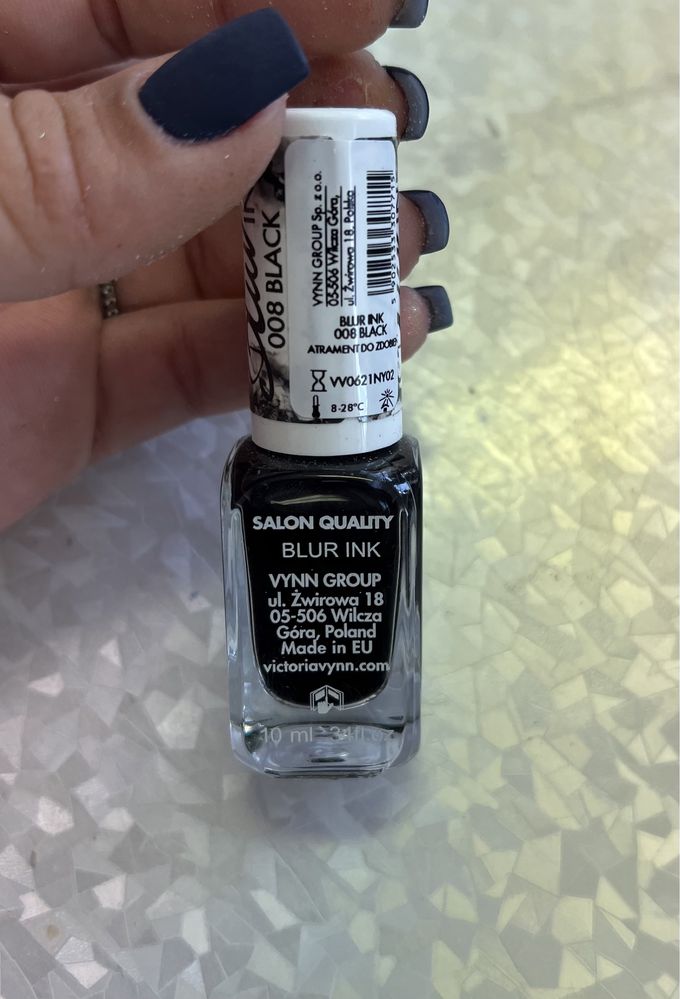 008 BLACK
VYNN GROUP Sp. z o.o.
05-506 Wilcza Góra,
ul. Żwirowa 18, Polska
BLUR INK
008 BLACK
ATRAMENT DO
VV0621NY02
8-28°C
SALON QUALITY
BLUR INK
VYNN GROUP
ul. Żwirowa 18
05-506 Wilcza
Góra, Poland
Made in EU
victoriavynn.com
10 ml .34fl.oz